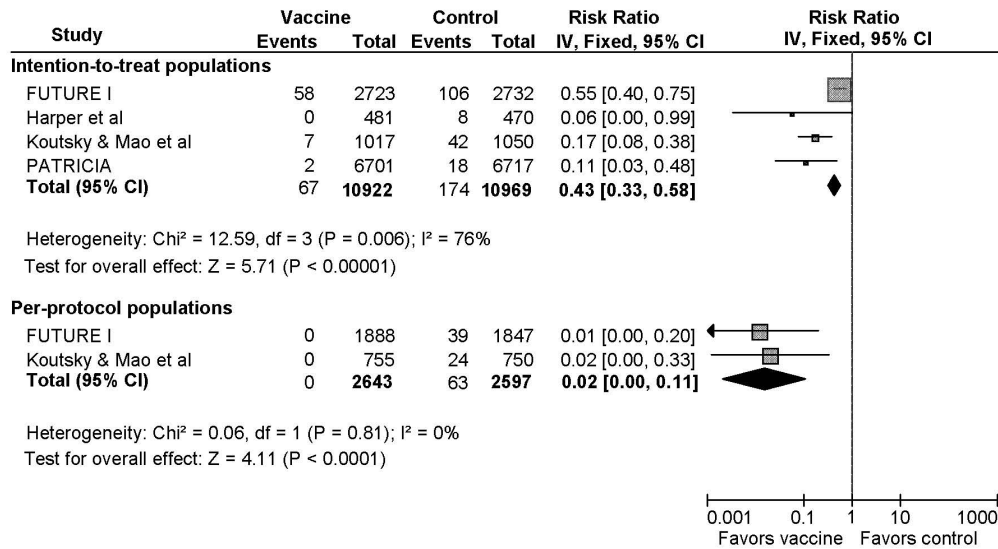 Study Vaccine Control Risk Ratio Risk Ratio
Events Total Events Total IV, Fixed, 95% CI IV, Fixed, 95% CI
Intention-to-treat populations
FUTURE I 58 2723 106 2732 0.55 [0.40, 0.75]
Harper et al 0 481 8 470 0.06 [0.00, 0.99]
Koutsky & Mao et al 7 1017 42 1050 0.17 [0.08, 0.38]
PATRICIA 2 6701 18 6717 0.11 [0.03, 0.48]
Total (95% CI) 67 10922 174 10969 0.43 [0.33, 0.58]
Heterogeneity: Chi² = 12.59, df = 3 (P = 0.006); I² = 76%
Test for overall effect: Z = 5.71 (P < 0.00001)
Per-protocol populations
FUTURE I 0 1888 39 1847 0.01 [0.00, 0.20]
Koutsky & Mao et al 0 755 24 750 0.02 [0.00, 0.33]
Total (95% CI) 0 2643 63 2597 0.02 [0.00, 0.11]
Heterogeneity: Chi² = 0.06, df = 1 (P = 0.81); I² = 0%
Test for overall effect: Z = 4.11 (P < 0.0001)
0.001 0.1 1 10 1000
Favors vaccine Favors control